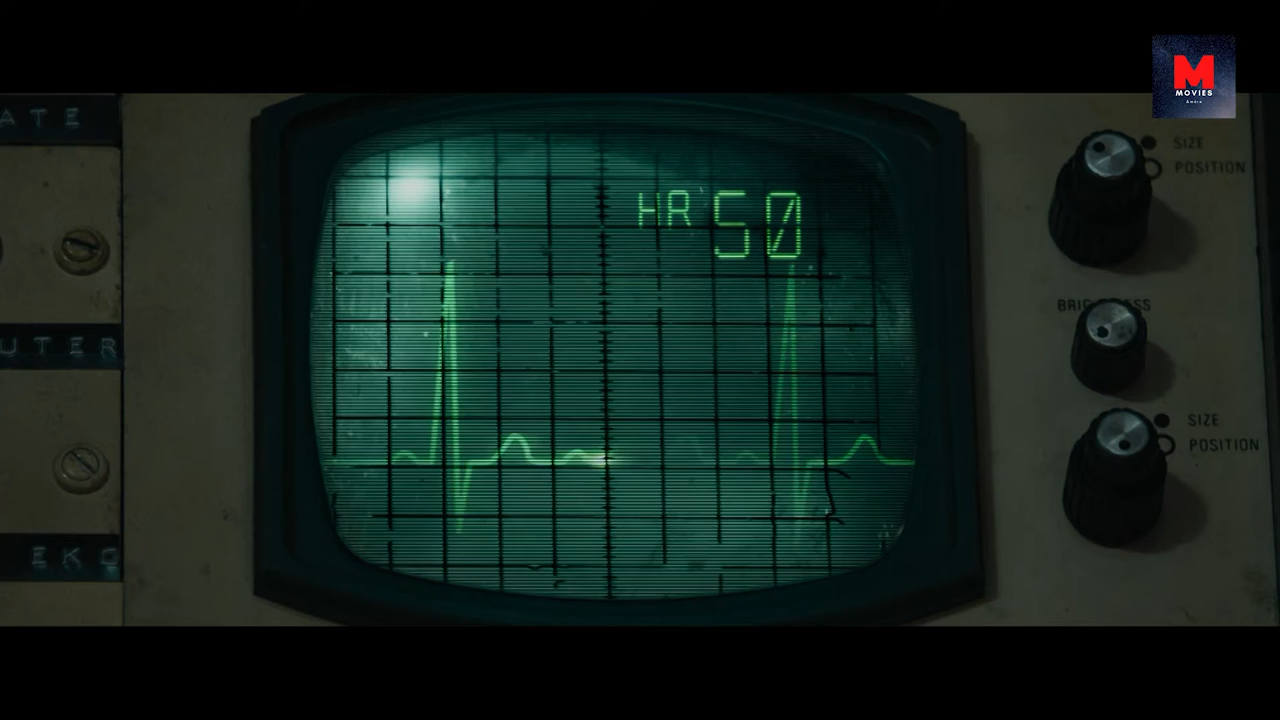 M
MOVIES
ATE
SIZE
POSITION
HR 50
UTER
SIZE
POSITION
EKG